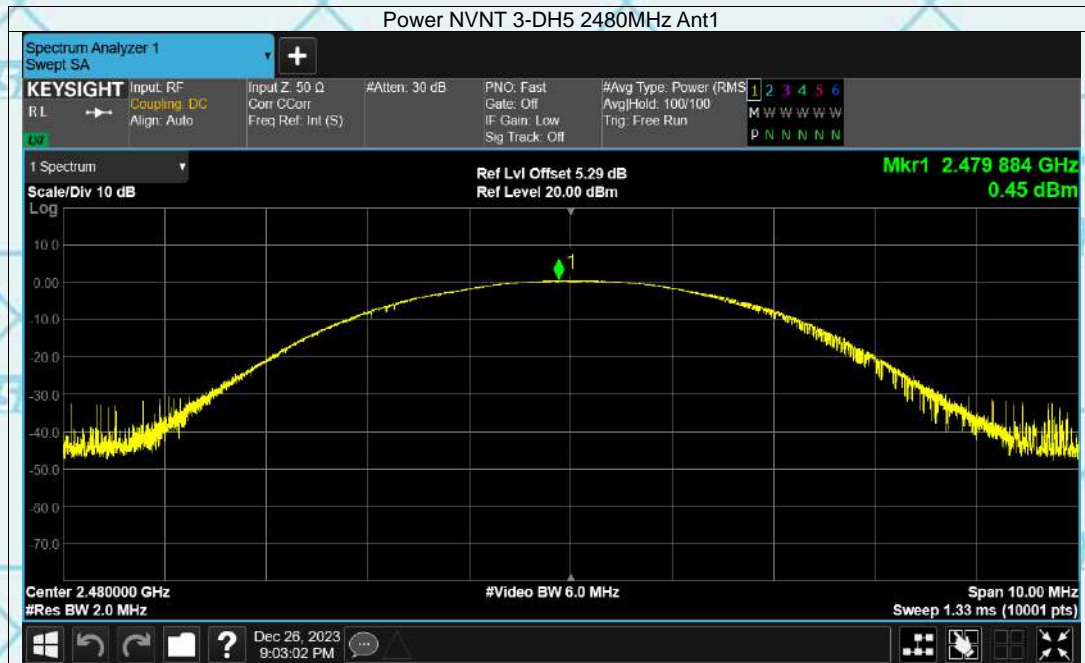 Power NVNT 3-DH5 2480MHz Ant1
Spectrum Analyzer 1
Swept SA
+
KEYSIGHT
RL
LXI
Input: RF
Coupling: DC
Align: Auto
Input Z: 50 Ω
Corr CCorr
Freq Ref: Int (S)
#Atten: 30 dB
PNO: Fast
Gate: Off
IF Gain: Low
Sig Track: Off
#Avg Type: Power (RMS
Avg|Hold: 100/100
Trig: Free Run
1 2 3 4 5 6
M W W W W W
P N N N N N
1 Spectrum
Scale/Div 10 dB
Ref Lvl Offset 5.29 dB
Ref Level 20.00 dBm
Mkr1 2.479 884 GHz
0.45 dBm
Log
10.0
0.00
-10.0
-20.0
-30.0
-40.0
-50.0
-60.0
-70.0
1
Center 2.480000 GHz
#Res BW 2.0 MHz
#Video BW 6.0 MHz
Span 10.00 MHz
Sweep 1.33 ms (10001 pts)
?
Dec 26, 2023
9:03:02 PM